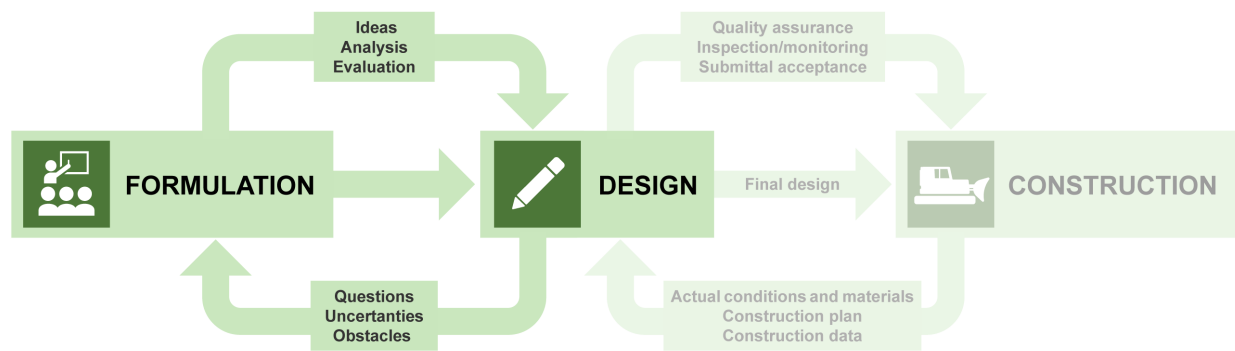 Ideas
Analysis
Evaluation
Quality assurance
Inspection/monitoring
Submittal acceptance
FORMULATION
DESIGN
Final design
CONSTRUCTION
Questions
Uncertanties
Obstacles
Actual conditions and materials
Construction plan
Construction data